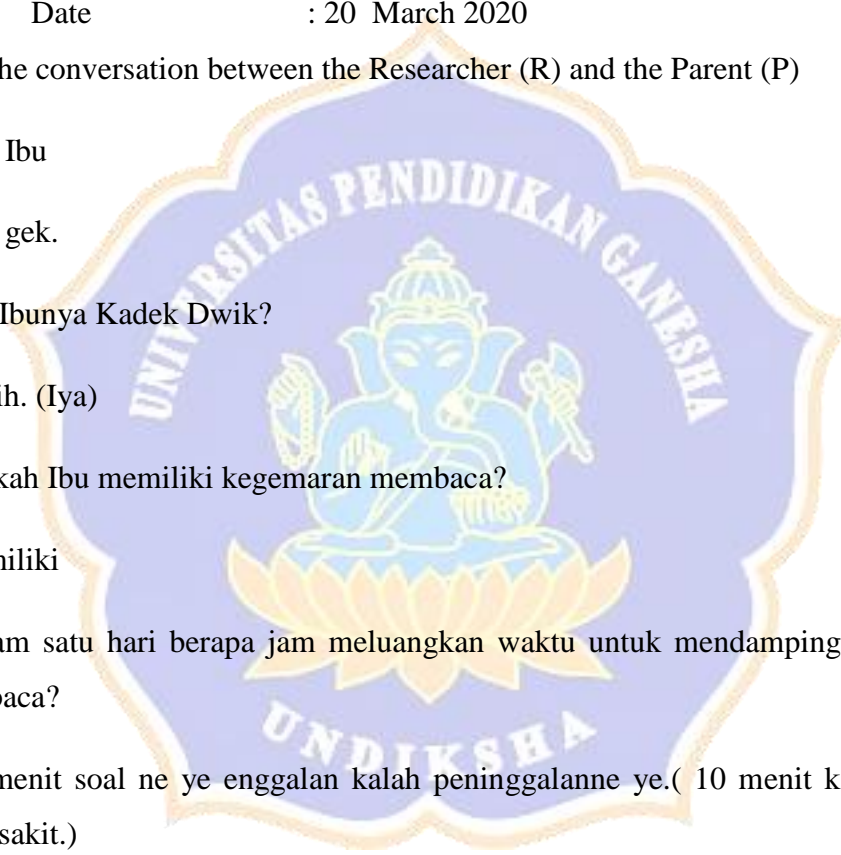 Date : 20 March 2020
he conversation between the Researcher (R) and the Parent (P)
Ibu
gek.
Ibunya Kadek Dwik?
ih. (Iya)
kah Ibu memiliki kegemaran membaca?
niliki
am satu hari berapa jam meluangkan waktu untuk mendamping
baca?
menit soal ne ye enggalan kalah peninggalanne ye.( 10 menit k
sakit.)
UNIVERSITAS PENDIDIKAN GANESHA
UNDIKSHA